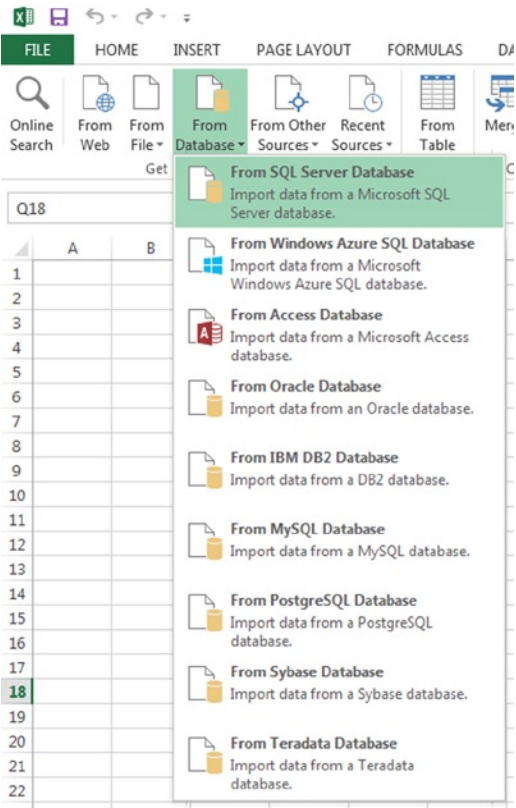 FILE HOME INSERT PAGE LAYOUT FORMULAS DA
Online Search
From Web
From File
From Database
From Other Sources
Recent Sources
From Table
Mer
Get
Q18
A B
1
2
3
4
5
6
7
8
9
10
11
12
13
14
15
16
17
18
19
20
21
22
From SQL Server Database
Import data from a Microsoft SQL
Server database.
From Windows Azure SQL Database
Import data from a Microsoft
Windows Azure SQL database.
From Access Database
Import data from a Microsoft Access
database.
From Oracle Database
Import data from an Oracle database.
From IBM DB2 Database
Import data from a DB2 database.
From MySQL Database
Import data from a MySQL database.
From PostgreSQL Database
Import data from a PostgreSQL
database.
From Sybase Database
Import data from a Sybase database.
From Teradata Database
Import data from a Teradata
database.